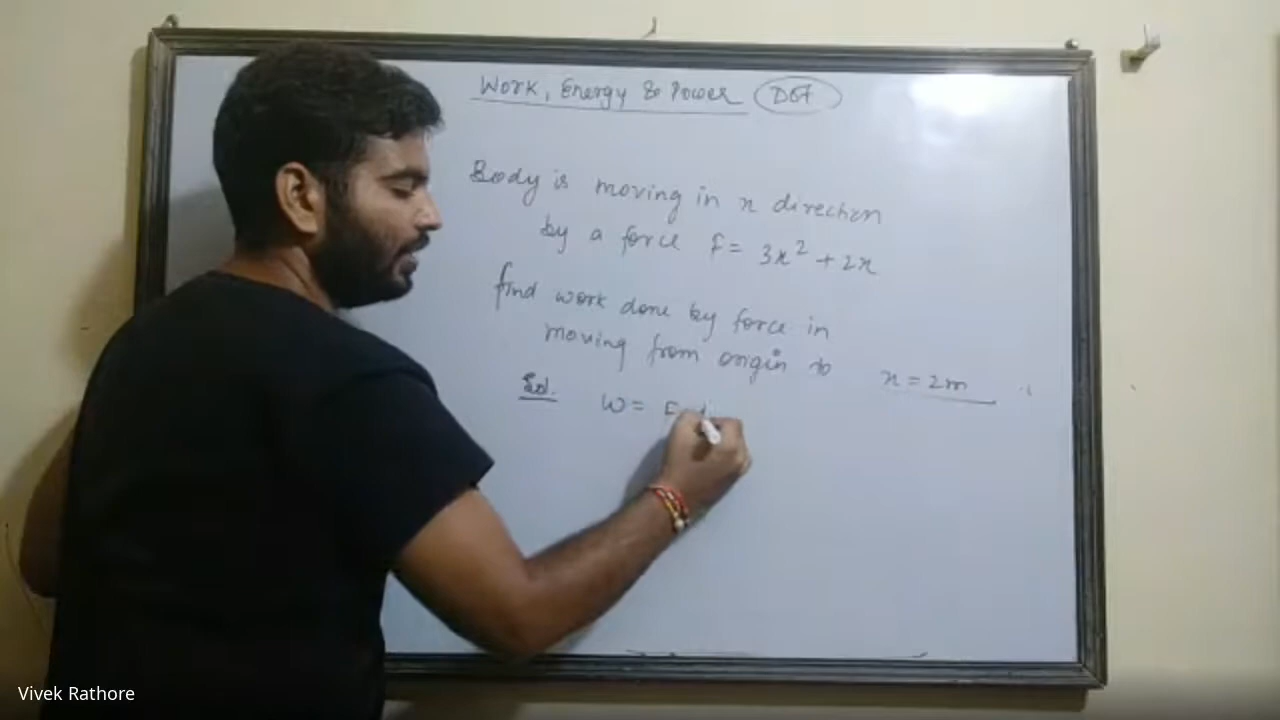 Work, Energy & Power
Body is moving in x direction
by a force F = 3x² + 2x
find work done by force in
moving from origin to x = 2m
Sol. W =
Vivek Rathore